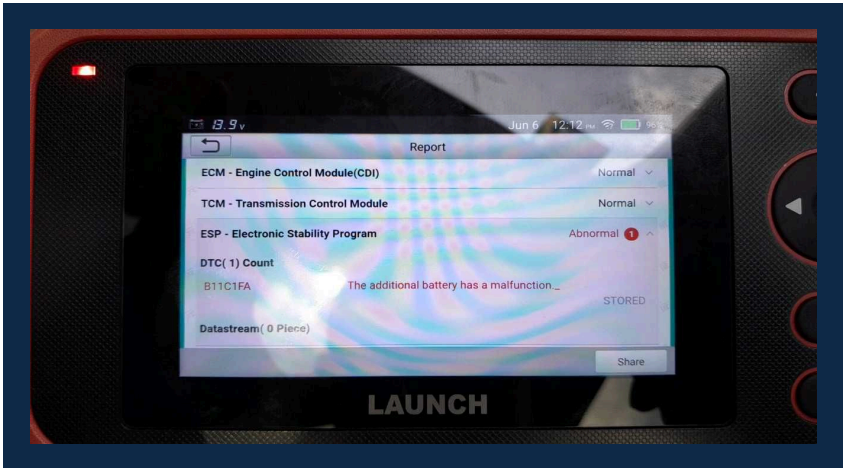 13.9 v Jun 6 12:12 PM 96%
Report
ECM - Engine Control Module(CDI) Normal
TCM - Transmission Control Module Normal
ESP - Electronic Stability Program Abnormal 1
DTC( 1) Count
B11C1FA The additional battery has a malfunction._
STORED
Datastream( 0 Piece)
Share
LAUNCH